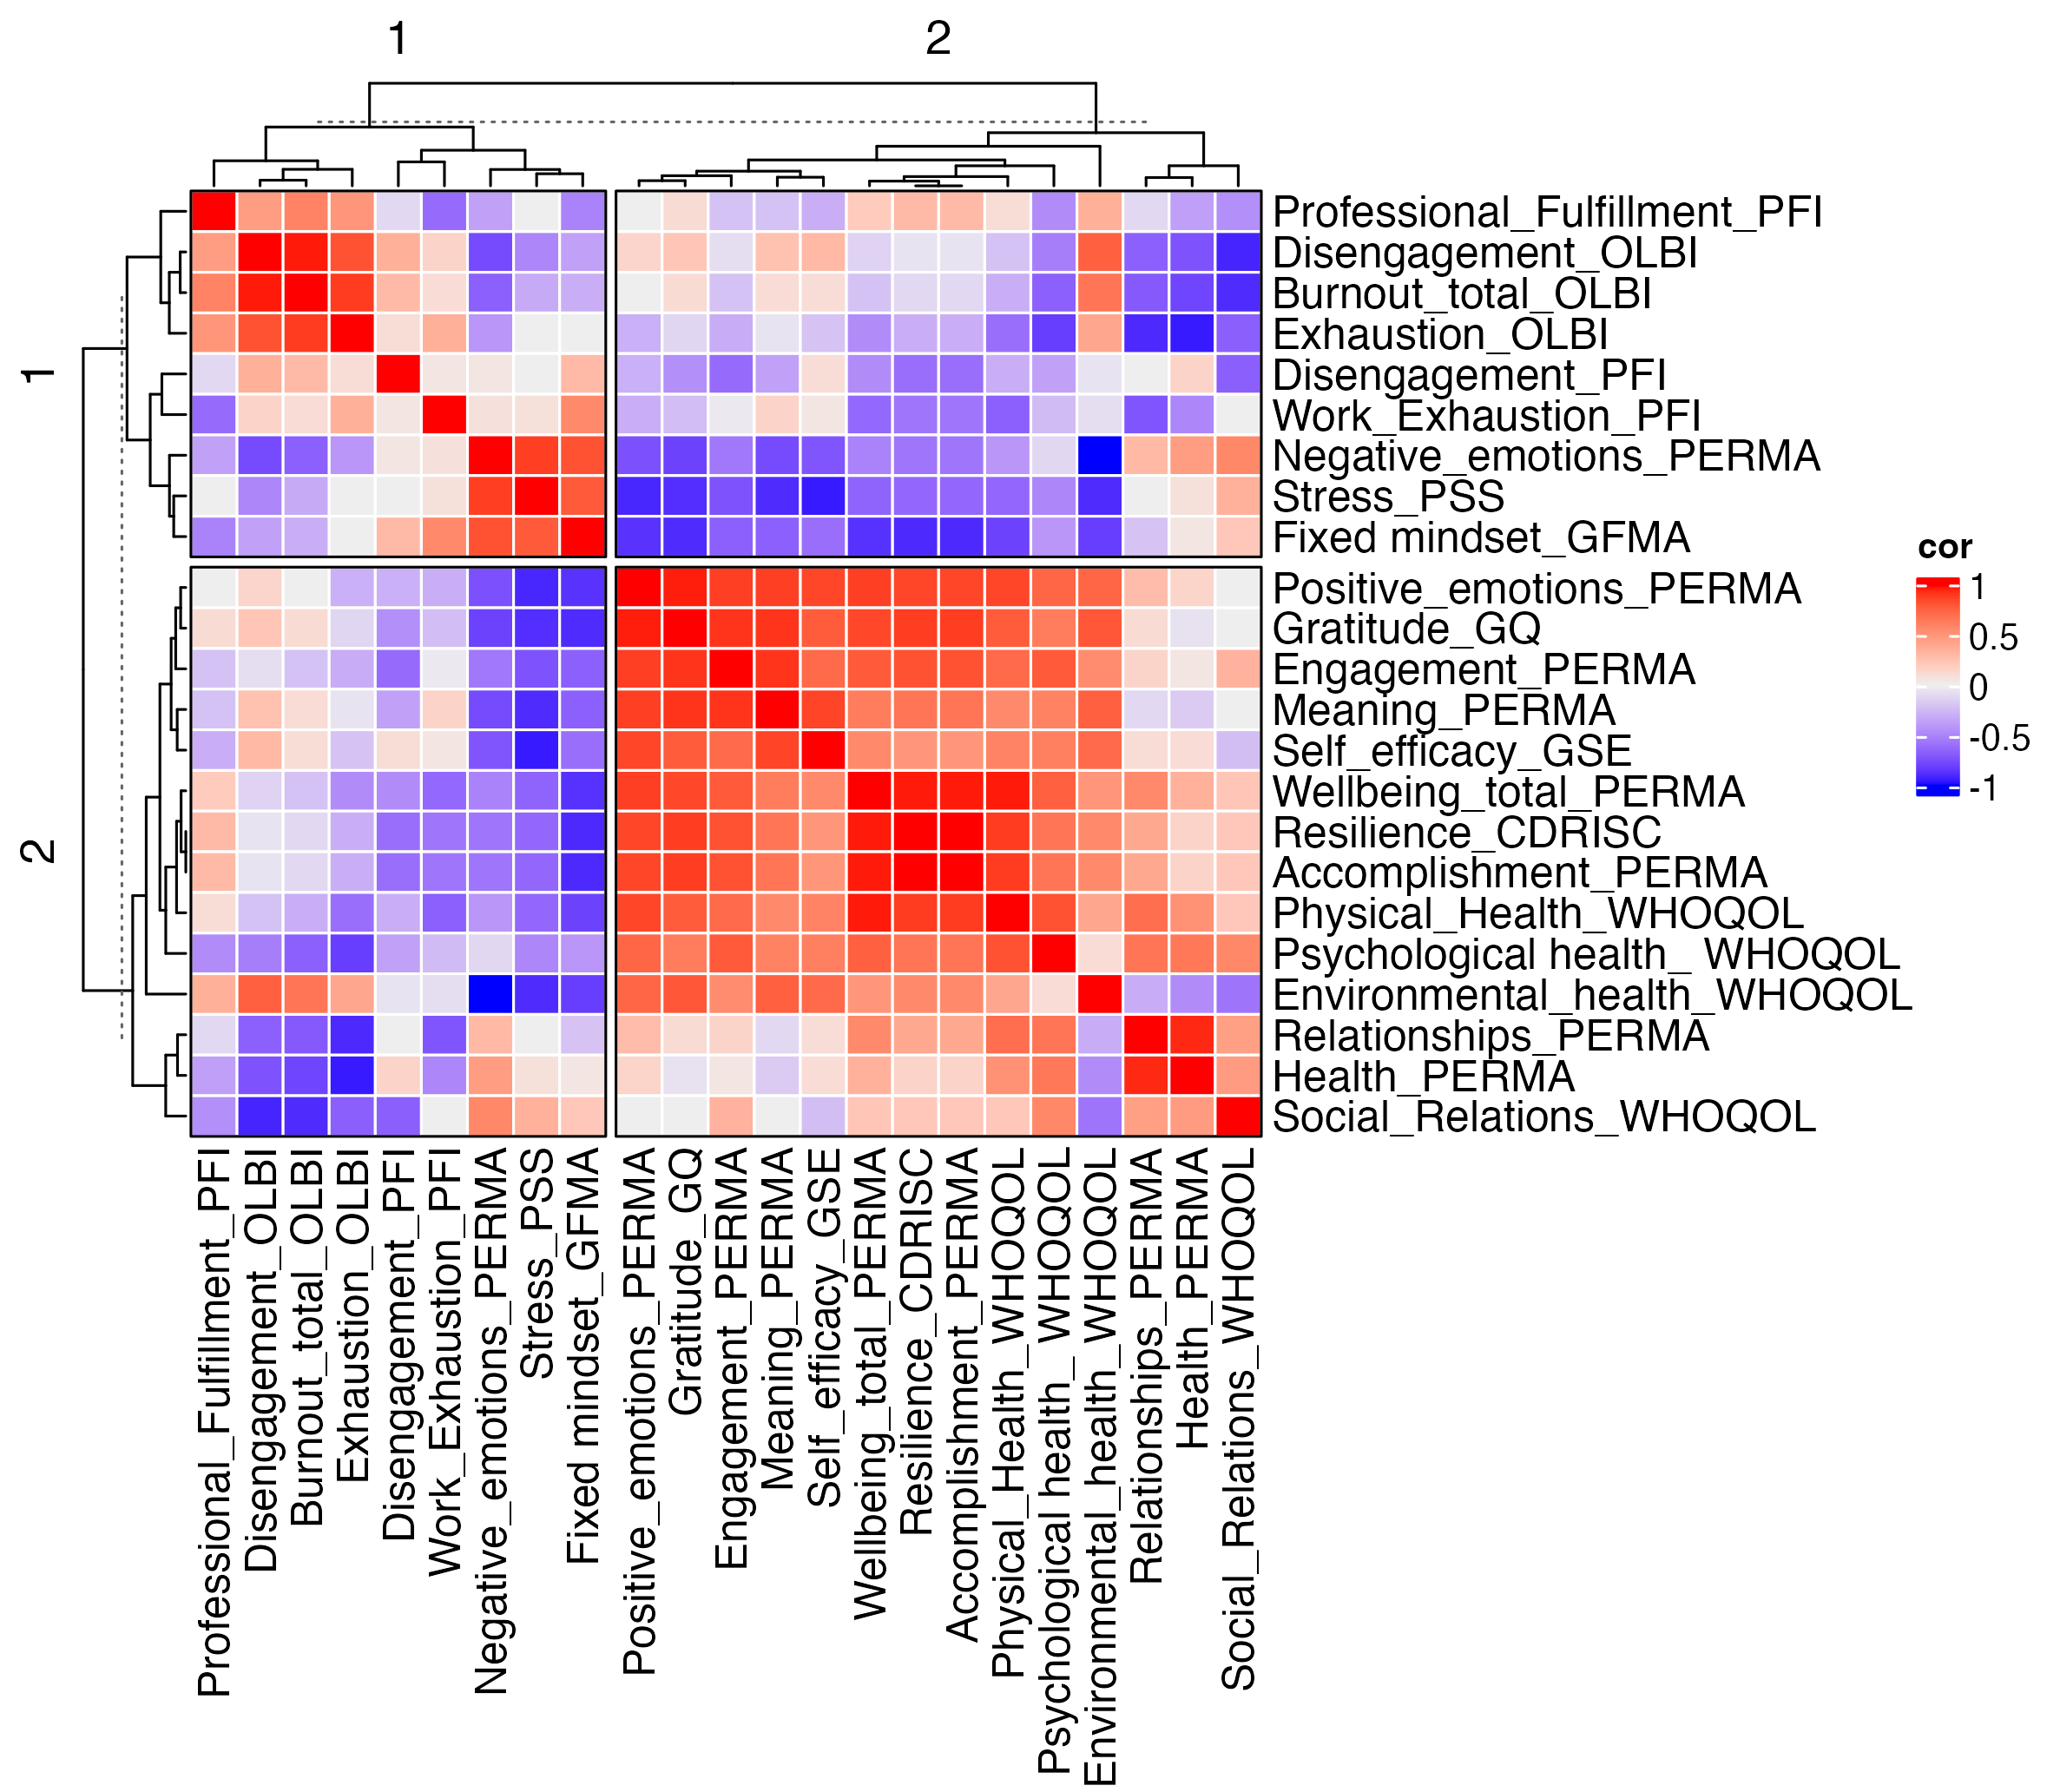 1
2
1
2
Professional_Fulfillment_PFI
Disengagement_OLBI
Burnout_total_OLBI
Exhaustion_OLBI
Disengagement_PFI
Work_Exhaustion_PFI
Negative_emotions_PERMA
Stress_PSS
Fixed mindset_GFMA
Positive_emotions_PERMA
Gratitude_GQ
Engagement_PERMA
Meaning_PERMA
Self_efficacy_GSE
Wellbeing_total_PERMA
Resilience_CDRISC
Accomplishment_PERMA
Physical_Health_WHOQOL
Psychological health_ WHOQOL
Environmental_health_WHOQOL
Relationships_PERMA
Health_PERMA
Social_Relations_WHOQOL
cor
1
0.5
0
-0.5
-1
Professional_Fulfillment_PFI
Disengagement_OLBI
Burnout_total_OLBI
Exhaustion_OLBI
Disengagement_PFI
Work_Exhaustion_PFI
Negative_emotions_PERMA
Stress_PSS
Fixed mindset_GFMA
Positive_emotions_PERMA
Gratitude_GQ
Engagement_PERMA
Meaning_PERMA
Self_efficacy_GSE
Wellbeing_total_PERMA
Resilience_CDRISC
Accomplishment_PERMA
Physical_Health_WHOQOL
Psychological health_ WHOQOL
Environmental_health_WHOQOL
Relationships_PERMA
Health_PERMA
Social_Relations_WHOQOL